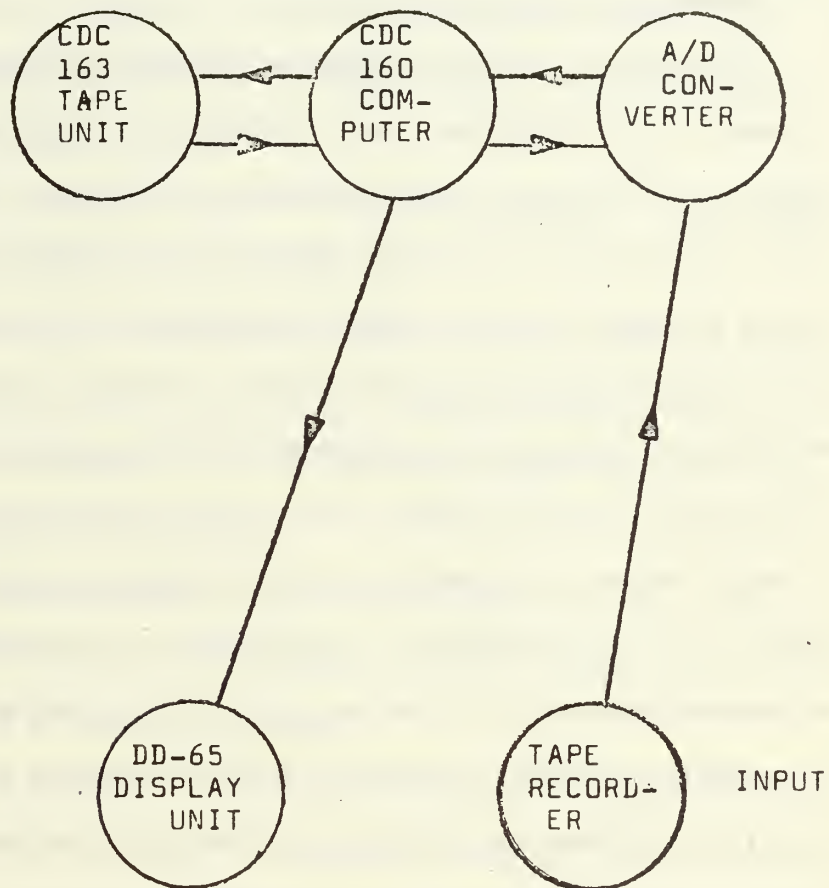 CDC
163
TAPE
UNIT
CDC
160
COM-
PUTER
A/D
CON-
VERTER
DD-65
DISPLAY
UNIT
TAPE
RECORD-
ER
INPUT